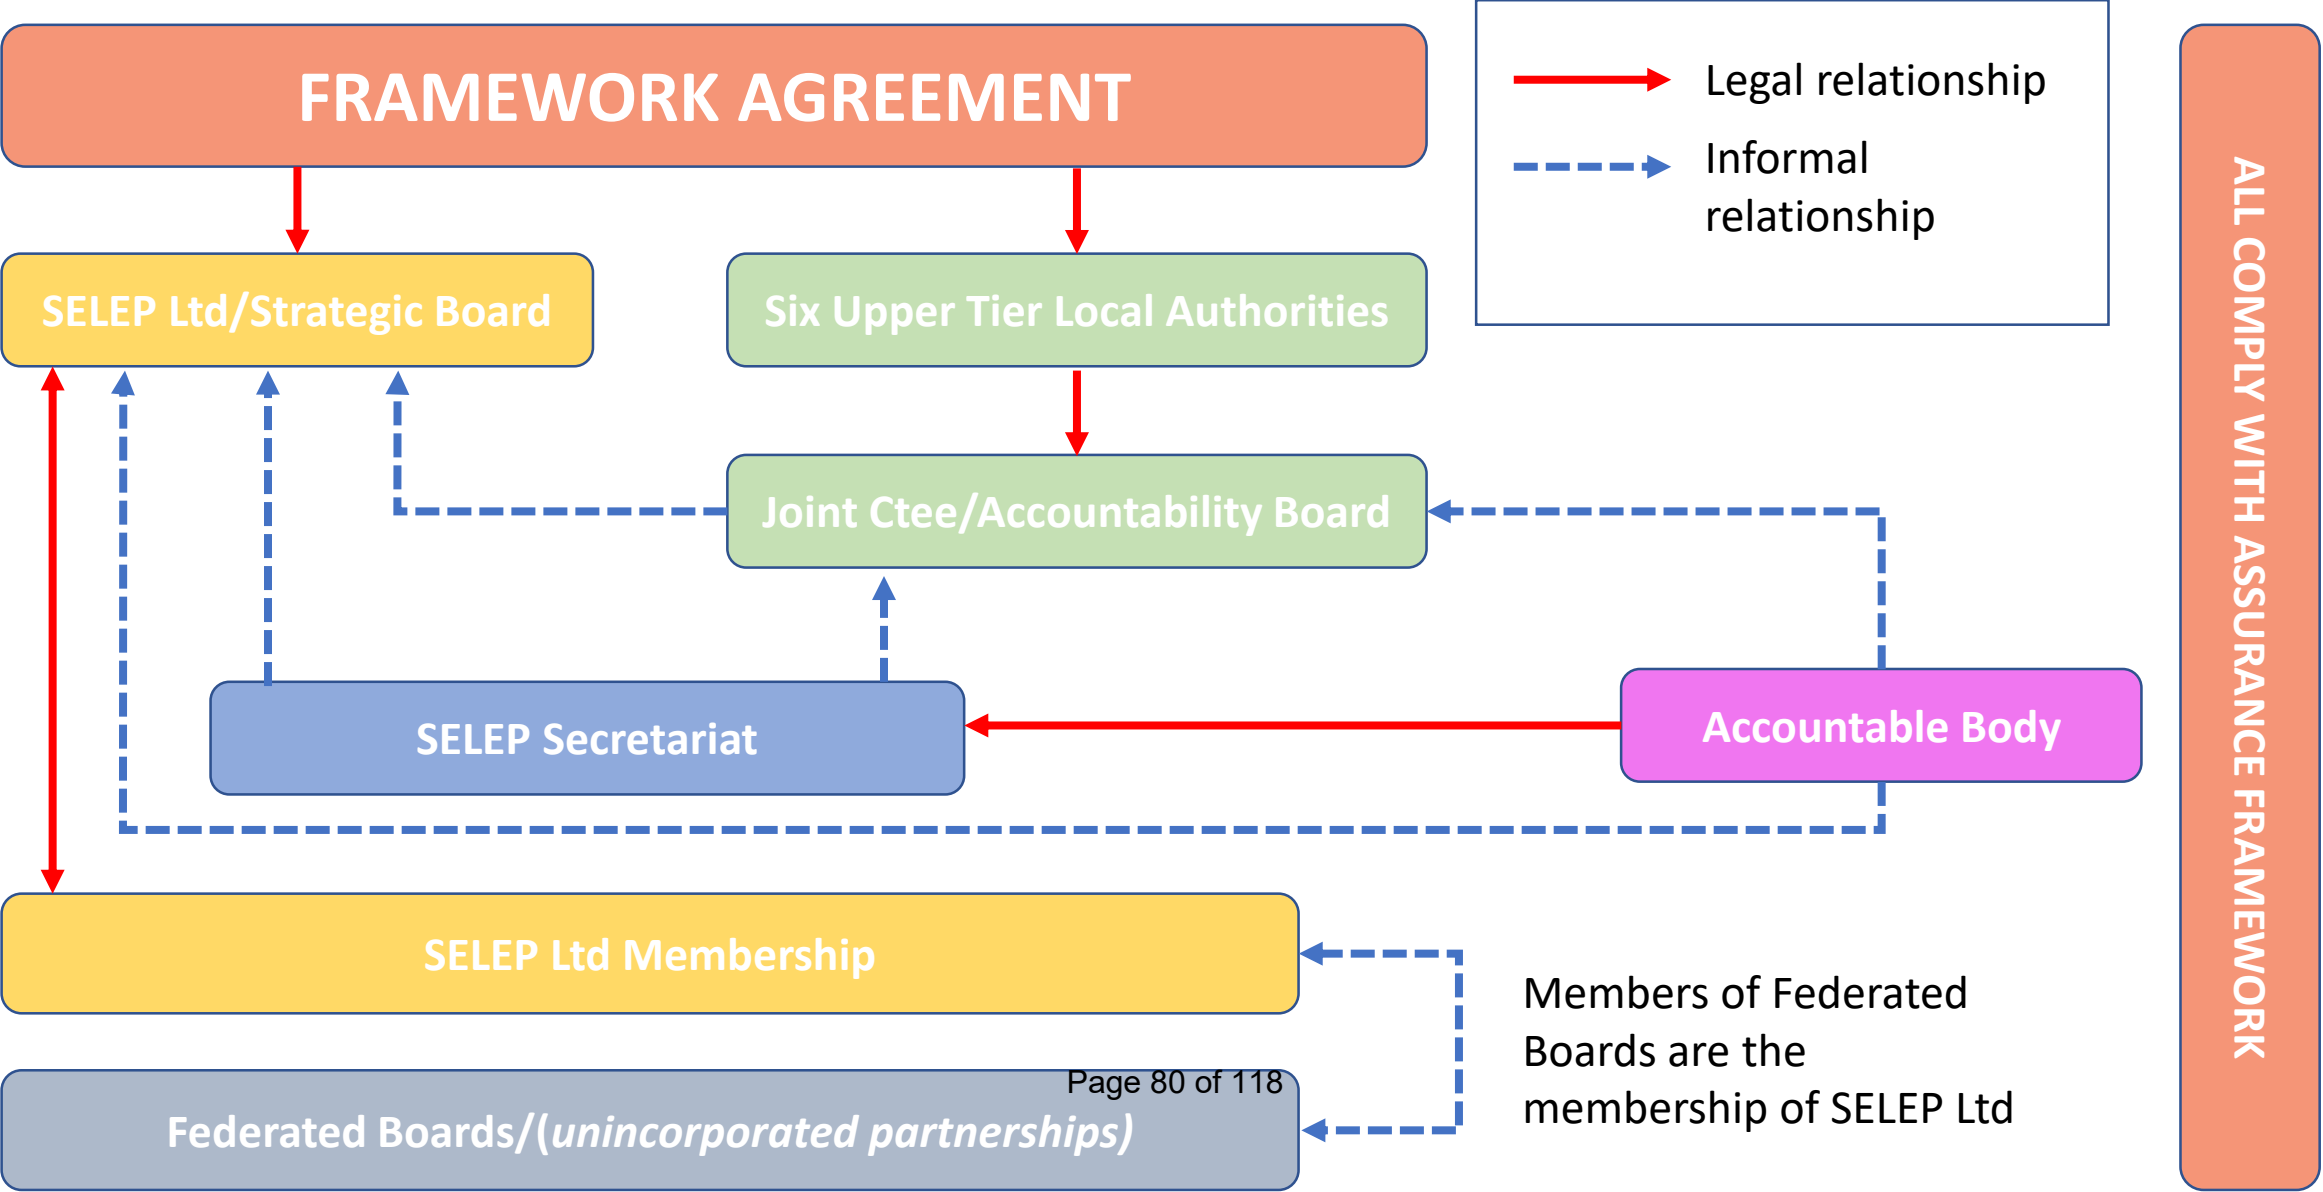 FRAMEWORK AGREEMENT
Legal relationship
Informal
relationship
SELEP Ltd/Strategic Board
Six Upper Tier Local Authorities
Joint Ctee/Accountability Board
SELEP Secretariat
Accountable Body
SELEP Ltd Membership
Members of Federated
Boards are the
membership of SELEP Ltd
Page 80 of 118
Federated Boards/(unincorporated partnerships)
ALL COMPLY WITH ASSURANCE FRAMEWORK